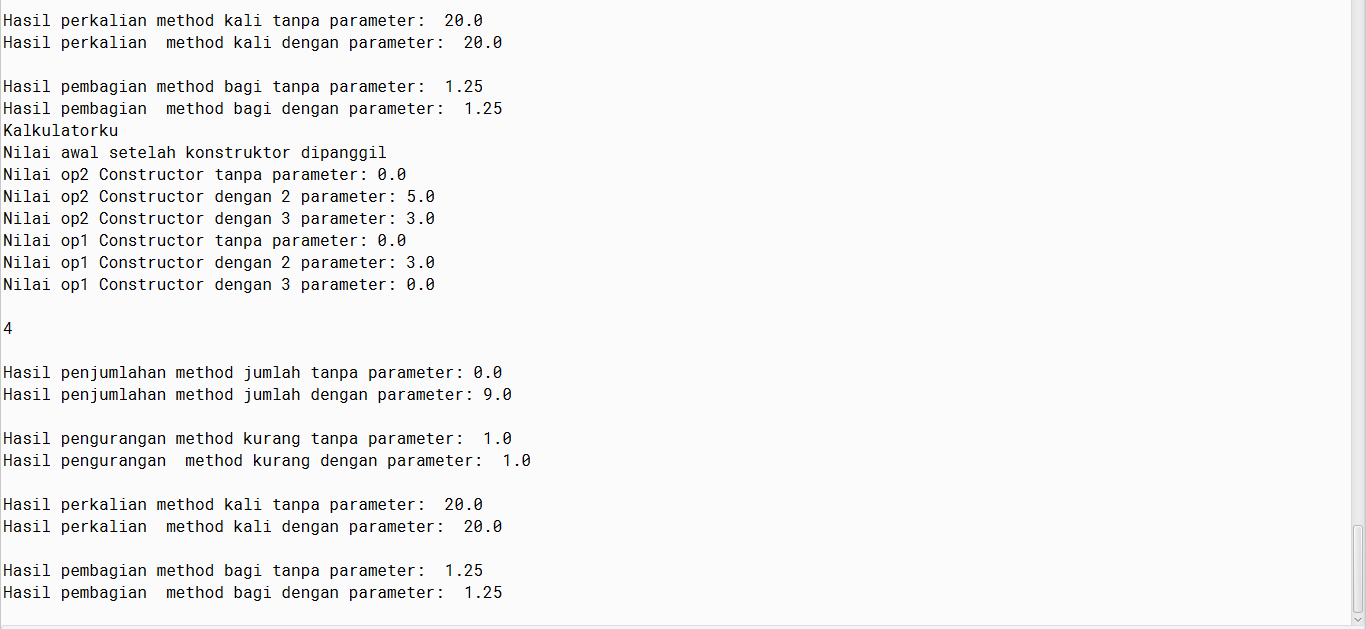 Hasil perkalian method kali tanpa parameter:  20.0
Hasil perkalian  method kali dengan parameter:  20.0
Hasil pembagian method bagi tanpa parameter:  1.25
Hasil pembagian  method bagi dengan parameter:  1.25
Kalkulatorku
Nilai awal setelah konstruktor dipanggil
Nilai op2 Constructor tanpa parameter: 0.0
Nilai op2 Constructor dengan 2 parameter: 5.0
Nilai op2 Constructor dengan 3 parameter: 3.0
Nilai op1 Constructor tanpa parameter: 0.0
Nilai op1 Constructor dengan 2 parameter: 3.0
Nilai op1 Constructor dengan 3 parameter: 0.0
4
Hasil penjumlahan method jumlah tanpa parameter: 0.0
Hasil penjumlahan method jumlah dengan parameter: 9.0
Hasil pengurangan method kurang tanpa parameter:  1.0
Hasil pengurangan  method kurang dengan parameter:  1.0
Hasil perkalian method kali tanpa parameter:  20.0
Hasil perkalian  method kali dengan parameter:  20.0
Hasil pembagian method bagi tanpa parameter:  1.25
Hasil pembagian  method bagi dengan parameter:  1.25